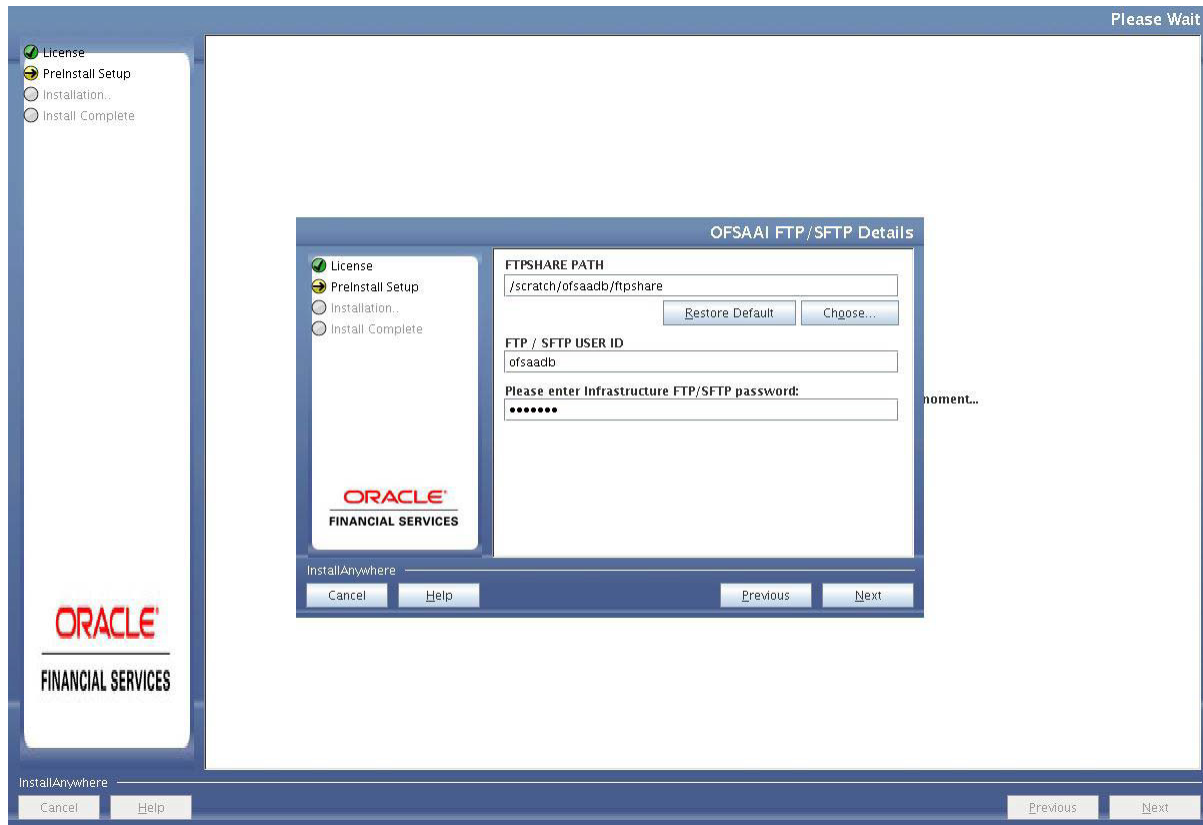 Please Wait
License
PreInstall Setup
Installation..
Install Complete
OFSAAI FTP/SFTP Details
License
PreInstall Setup
Installation..
Install Complete
FTPSHARE PATH
/scratch/ofsaadb/ftpshare
Restore Default
Choose...
FTP / SFTP USER ID
ofsaadb
Please enter Infrastructure FTP/SFTP password:
•••••••
moment...
ORACLE
FINANCIAL SERVICES
InstallAnywhere
Cancel
Help
Previous
Next
ORACLE
FINANCIAL SERVICES
InstallAnywhere
Cancel
Help
Previous
Next